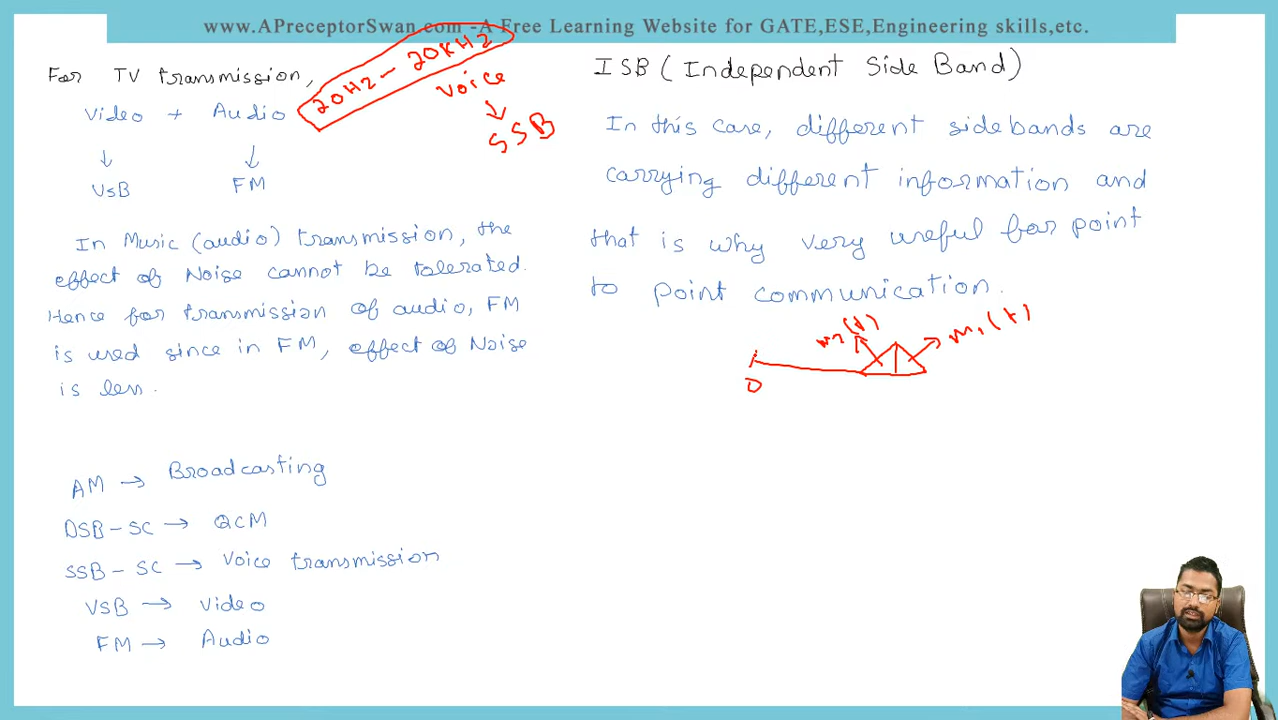 www.APreceptorSwan.com -A Free Learning Website for GATE,ESE,Engineering skills,etc.
For TV transmission,
Video + Audio
↓ ↓
VSB FM
20Hz - 20KHz
Voice
↓
SSB
In Music (audio) transmission, the
effect of Noise cannot be tolerated.
Hence for transmission of audio, FM
is used since in FM, effect of Noise
is less.
AM → Broadcasting
DSB-SC → QCM
SSB-SC → Voice transmission
VSB → Video
FM → Audio
ISB (Independent Side Band)
In this case, different sidebands are
carrying different information and
that is why very useful for point
to point communication.
m2(t) m1(t)
0